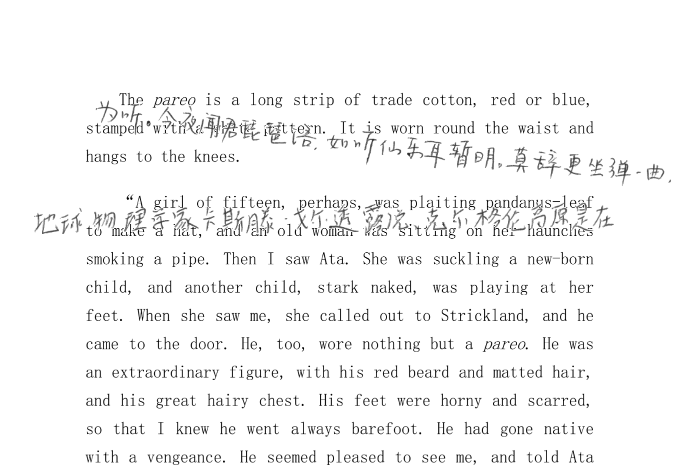 The pareo is a long strip of trade cotton, red or blue,
为听。今夜闻君琵琶语,如听仙乐耳暂明。莫辞更坐弹一曲,
stamped with a white pattern. It is worn round the waist and
hangs to the knees.
“A girl of fifteen, perhaps, was plaiting pandanus-leaf
地球物理学家卡斯滕·戈尔透露说,克尔格伦高原是在
to make a hat, and an old woman was sitting on her haunches
smoking a pipe. Then I saw Ata. She was suckling a new-born
child, and another child, stark naked, was playing at her
feet. When she saw me, she called out to Strickland, and he
came to the door. He, too, wore nothing but a pareo. He was
an extraordinary figure, with his red beard and matted hair,
and his great hairy chest. His feet were horny and scarred,
so that I knew he went always barefoot. He had gone native
with a vengeance. He seemed pleased to see me, and told Ata